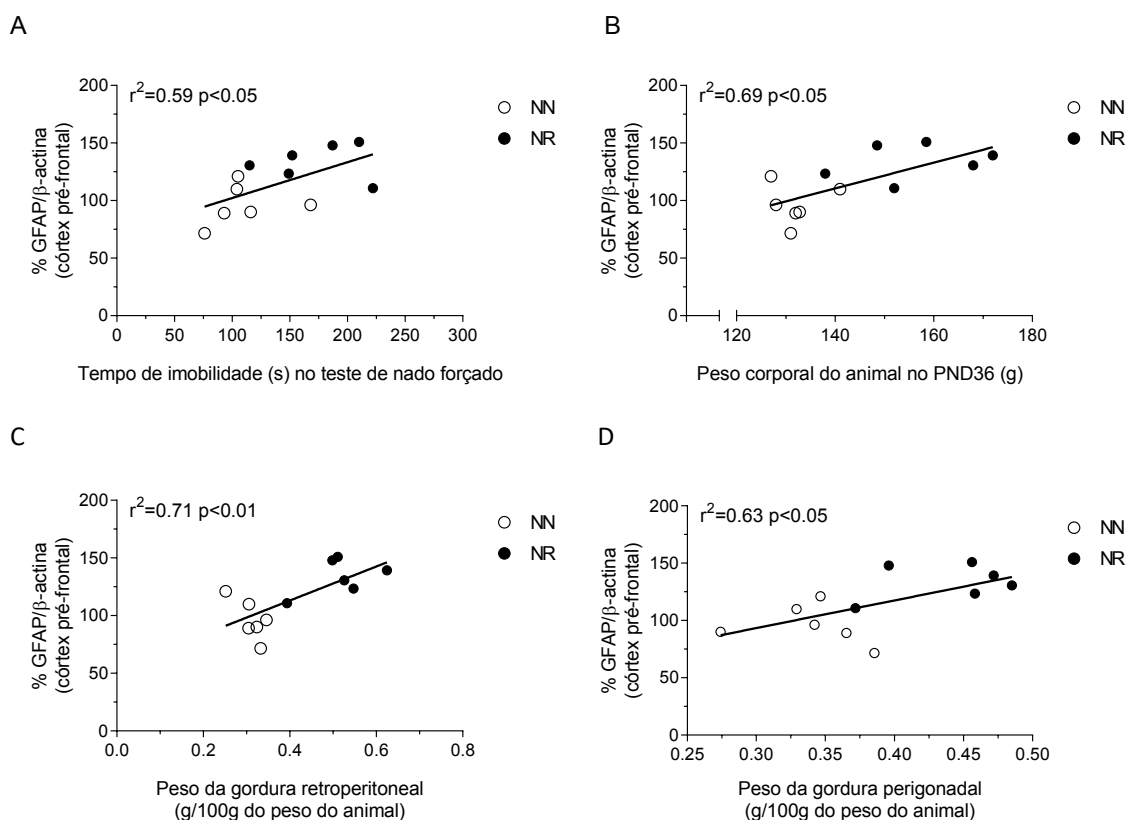 A
r²=0.59 p<0.05
NN
NR
% GFAP/β-actina
(córtex pré-frontal)
200
150
100
50
0
0 50 100 150 200 250 300
Tempo de imobilidade (s) no teste de nado forçado
B
r²=0.69 p<0.05
NN
NR
% GFAP/β-actina
(córtex pré-frontal)
200
150
100
50
0
120 140 160 180
Peso corporal do animal no PND36 (g)
C
r²=0.71 p<0.01
NN
NR
% GFAP/β-actina
(córtex pré-frontal)
200
150
100
50
0
0.0 0.2 0.4 0.6 0.8
Peso da gordura retroperitoneal
(g/100g do peso do animal)
D
r²=0.63 p<0.05
NN
NR
% GFAP/β-actina
(córtex pré-frontal)
200
150
100
50
0
0.25 0.30 0.35 0.40 0.45 0.50
Peso da gordura perigonadal
(g/100g do peso do animal)